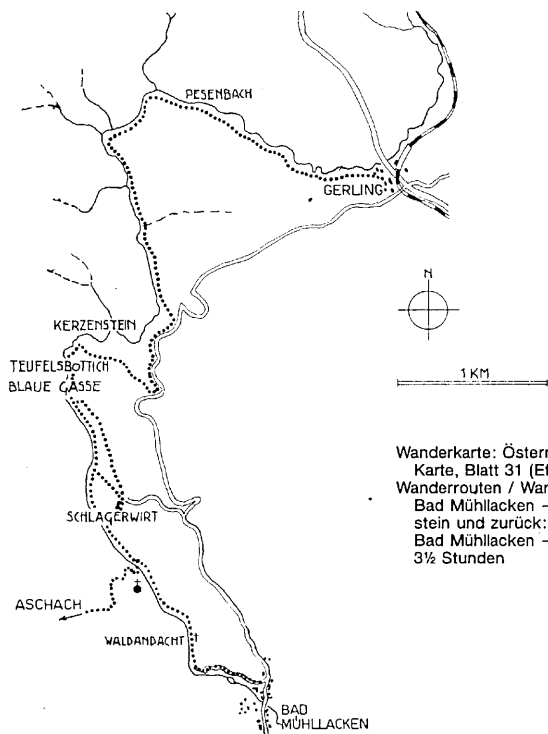 PESENBACH
GERLING
N
KERZENSTEIN
TEUFELSBOTTICH
BLAUE GASSE
1 KM
Wanderkarte: Österr
Karte, Blatt 31 (Ef
Wanderrouten / War
Bad Mühllacken –
stein und zurück:
Bad Mühllacken –
3½ Stunden
SCHLAGERWIRT
ASCHACH
WALDANDACHT
BAD
MÜHLLACKEN